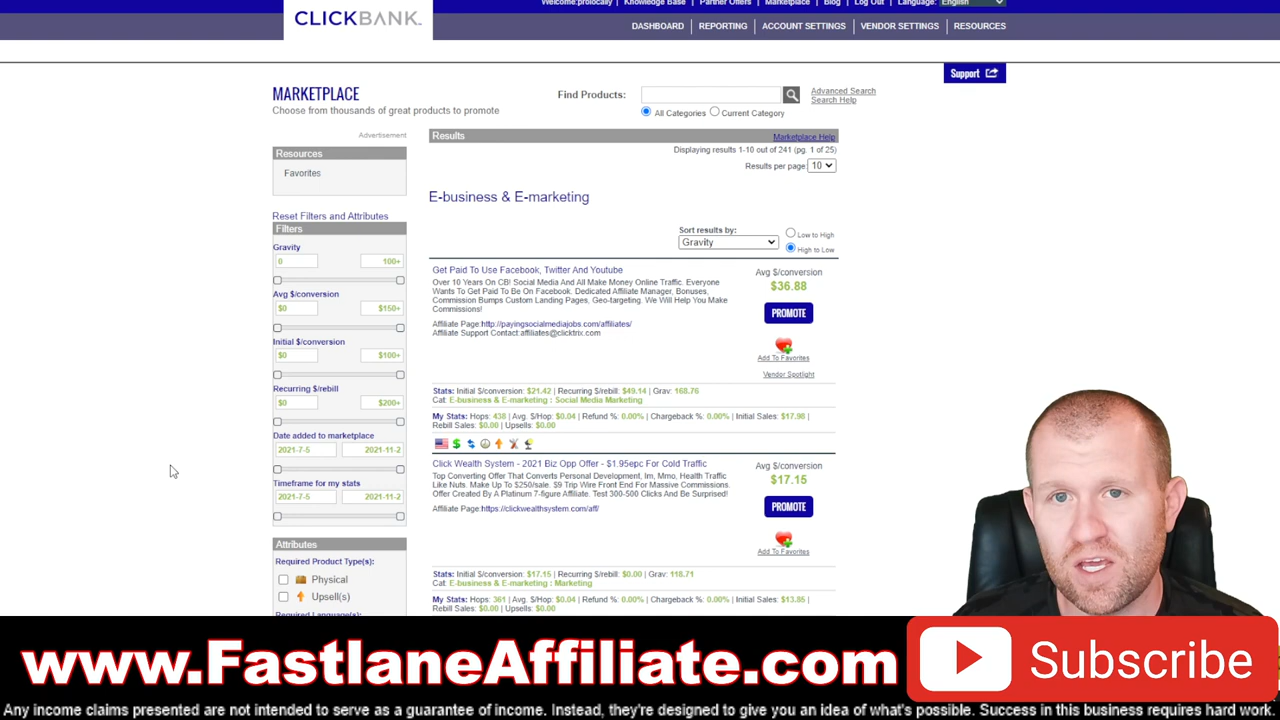 Welcome:prolocally | Knowledge Base | Partner Offers | Marketplace | Blog | Log Out | Language: English
CLICKBANK.
DASHBOARD | REPORTING | ACCOUNT SETTINGS | VENDOR SETTINGS | RESOURCES
Support
MARKETPLACE
Choose from thousands of great products to promote
Find Products:
Advanced Search
Search Help
All Categories
Current Category
Advertisement
Resources
Favorites
Reset Filters and Attributes
Filters
Gravity
0
100+
Avg $/conversion
$0
$150+
Initial $/conversion
$0
$100+
Recurring $/rebill
$0
$200+
Date added to marketplace
2021-7-5
2021-11-2
Timeframe for my stats
2021-7-5
2021-11-2
Attributes
Required Product Type(s):
Physical
Upsell(s)
Required Language(s):
Results
Marketplace Help
Displaying results 1-10 out of 241 (pg. 1 of 25)
Results per page: 10
E-business & E-marketing
Sort results by:
Gravity
Low to High
High to Low
Get Paid To Use Facebook, Twitter And Youtube
Over 10 Years On CB! Social Media And All Make Money Online Traffic. Everyone
Wants To Get Paid To Be On Facebook. Dedicated Affiliate Manager, Bonuses,
Commission Bumps Custom Landing Pages, Geo-targeting. We Will Help You Make
Commissions!
Affiliate Page:http://payingsocialmediajobs.com/affiliates/
Affiliate Support Contact:affiliates@clicktrix.com
Avg $/conversion
$36.88
PROMOTE
Add To Favorites
Vendor Spotlight
Stats: Initial $/conversion: $21.42 | Recurring $/rebill: $49.14 | Grav: 168.76
Cat: E-business & E-marketing : Social Media Marketing
My Stats: Hops: 438 | Avg. $/Hop: $0.04 | Refund %: 0.00% | Chargeback %: 0.00% | Initial Sales: $17.98 |
Rebill Sales: $0.00 | Upsells: $0.00
Click Wealth System - 2021 Biz Opp Offer - $1.95epc For Cold Traffic
Top Converting Offer That Converts Personal Development, Im, Mmo, Health Traffic
Like Nuts. Make Up To $250/sale. $9 Trip Wire Front End For Massive Commissions.
Offer Created By A Platinum 7-figure Affiliate. Test 300-500 Clicks And Be Surprised!
Affiliate Page:https://clickwealthsystem.com/aff/
Avg $/conversion
$17.15
PROMOTE
Add To Favorites
Stats: Initial $/conversion: $17.15 | Recurring $/rebill: $0.00 | Grav: 118.71
Cat: E-business & E-marketing : Marketing
My Stats: Hops: 361 | Avg. $/Hop: $0.04 | Refund %: 0.00% | Chargeback %: 0.00% | Initial Sales: $13.85 |
Rebill Sales: $0.00 | Upsells: $0.00
www.FastlaneAffiliate.com
Subscribe
Any income claims presented are not intended to serve as a guarantee of income. Instead, they're designed to give you an idea of what's possible. Success in this business requires hard work.